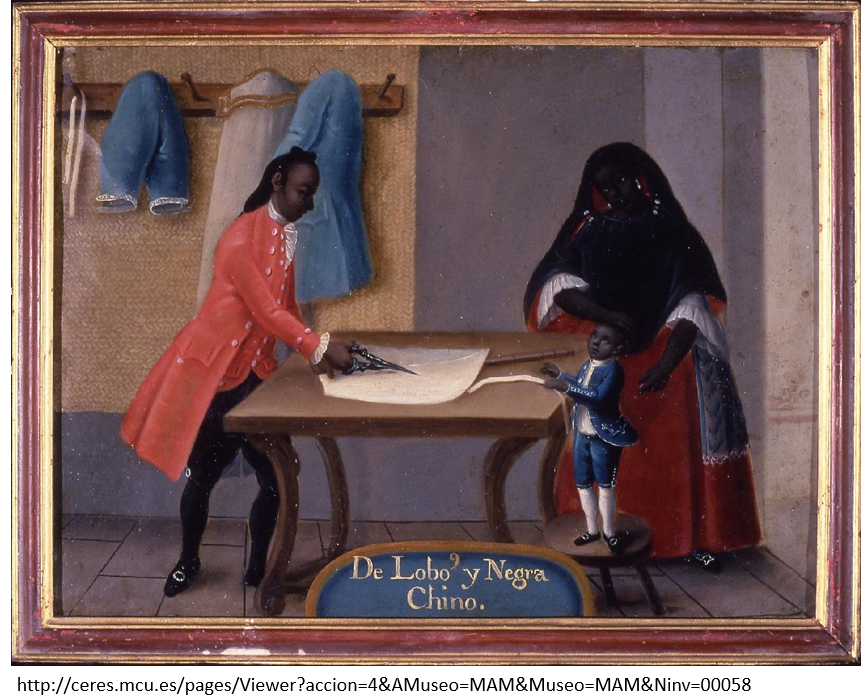 De Lobo, y Negra
Chino.
http://ceres.mcu.es/pages/Viewer?accion=4&AMuseo=MAM&Museo=MAM&Ninv=00058